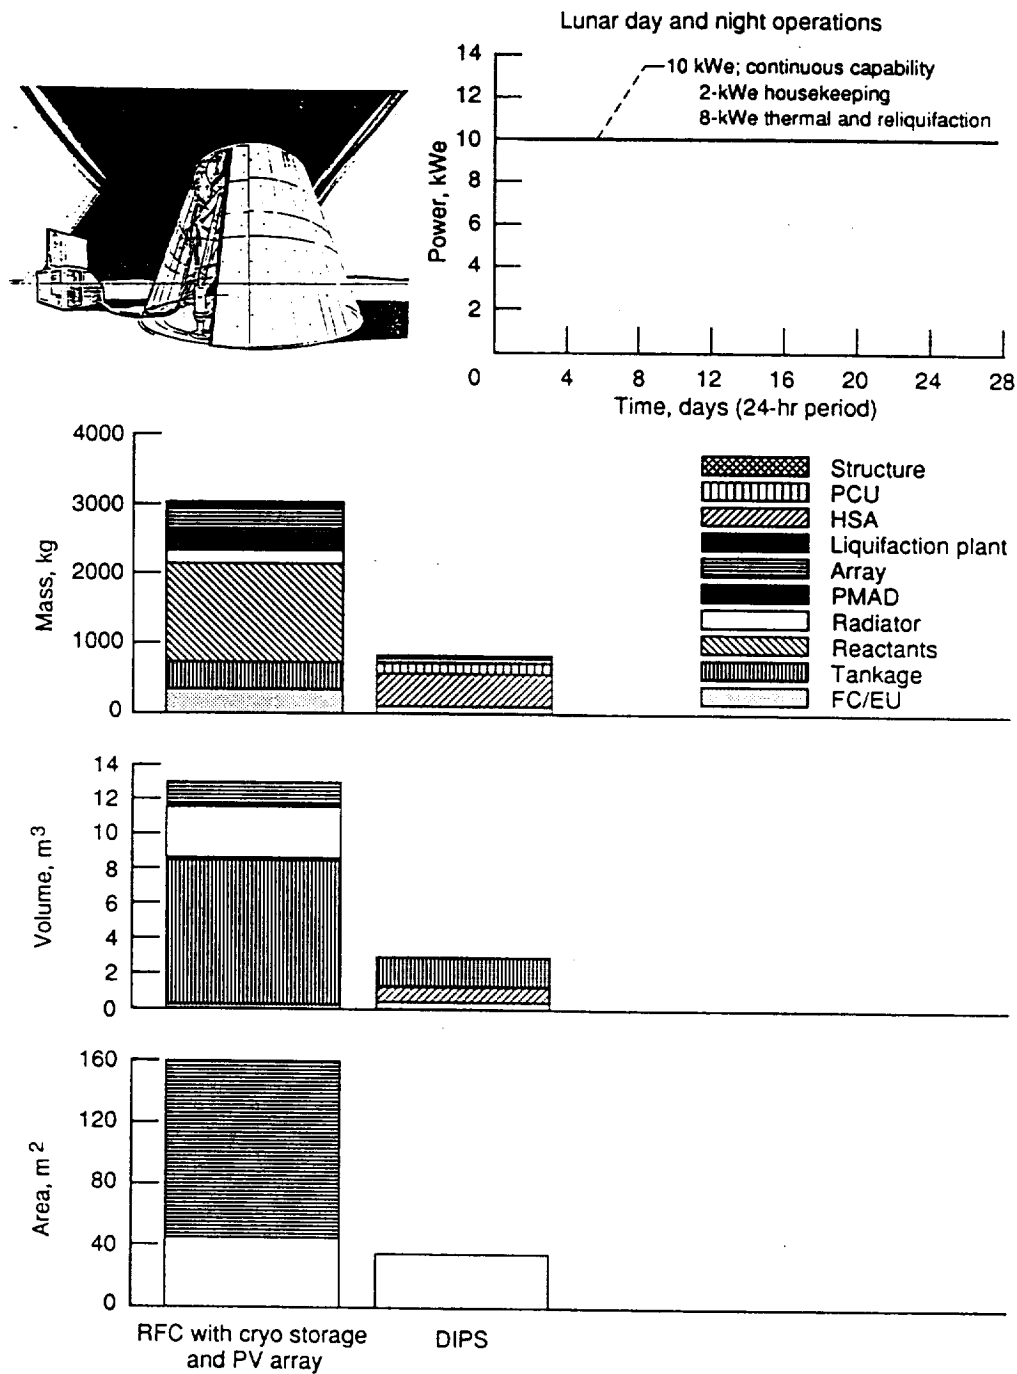 Lunar day and night operations
14
12
10
8
6
4
2
0
Power, kWe
10 kWe; continuous capability
2-kWe housekeeping
8-kWe thermal and reliquifaction
4 8 12 16 20 24 28
Time, days (24-hr period)
4000
3000
2000
1000
0
Mass, kg
Structure
PCU
HSA
Liquifaction plant
Array
PMAD
Radiator
Reactants
Tankage
FC/EU
14
12
10
8
6
4
2
0
Volume, m3
160
120
80
40
0
Area, m2
RFC with cryo storage
and PV array
DIPS